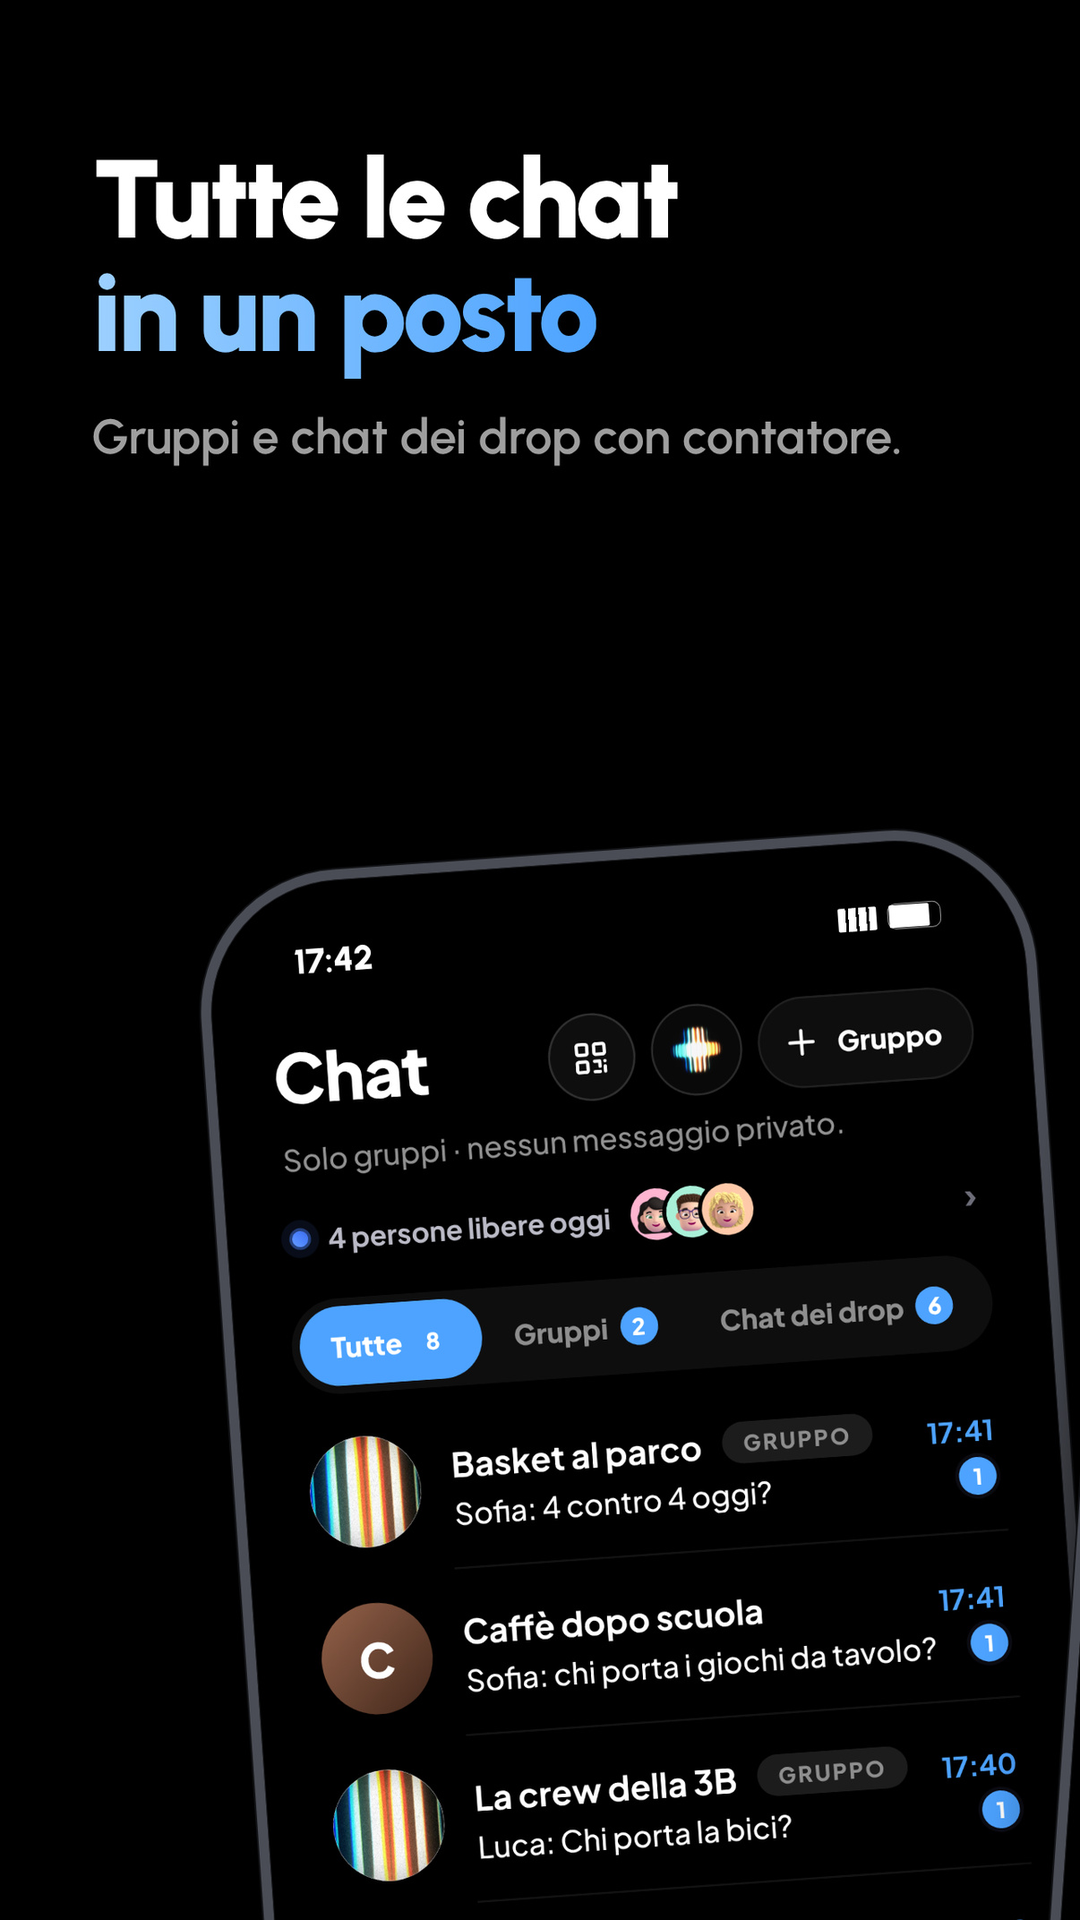 Tutte le chat
in un posto
Gruppi e chat dei drop con contatore.
17:42
Chat
+ Gruppo
Solo gruppi · nessun messaggio privato.
4 persone libere oggi
Tutte 8
Gruppi 2
Chat dei drop 6
Basket al parco GRUPPO 17:41
Sofia: 4 contro 4 oggi? 1
Caffè dopo scuola 17:41
Sofia: chi porta i giochi da tavolo? 1
La crew della 3B GRUPPO 17:40
Luca: Chi porta la bici? 1
C